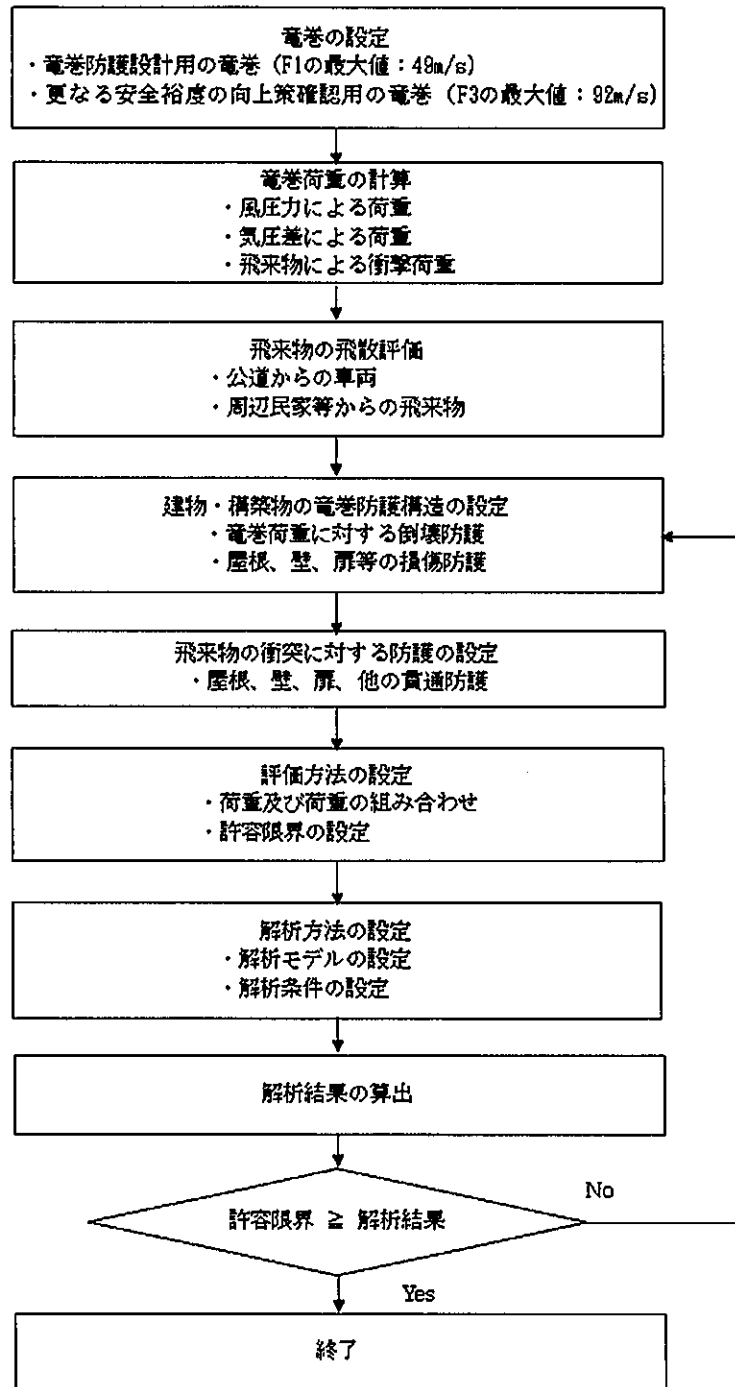 竜巻の設定
・竜巻防護設計用の竜巻（F1の最大値：49m/s）
・更なる安全裕度の向上策確認用の竜巻（F3の最大値：92m/s）
竜巻荷重の計算
・風圧力による荷重
・気圧差による荷重
・飛来物による衝撃荷重
飛来物の飛散評価
・公道からの車両
・周辺民家等からの飛来物
建物・構築物の竜巻防護構造の設定
・竜巻荷重に対する倒壊防護
・屋根、壁、扉等の損傷防護
飛来物の衝突に対する防護の設定
・屋根、壁、扉、他の貫通防護
評価方法の設定
・荷重及び荷重の組み合わせ
・許容限界の設定
解析方法の設定
・解析モデルの設定
・解析条件の設定
解析結果の算出
許容限界 ≧ 解析結果
No
Yes
終了